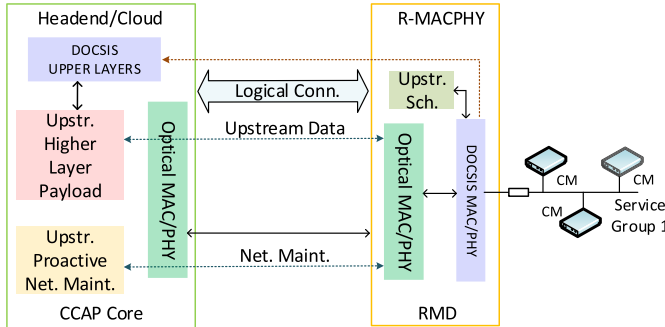 Headend/Cloud
R-MACPHY
DOCSIS
UPPER LAYERS
Logical Conn.
Upstr.
Sch.
Upstr.
Higher
Layer
Payload
Optical MAC/PHY
Upstream Data
Optical MAC/PHY
DOCSIS MAC/PHY
CM
CM
CM
Service
Group 1
Upstr.
Proactive
Net. Maint.
Net. Maint.
CCAP Core
RMD